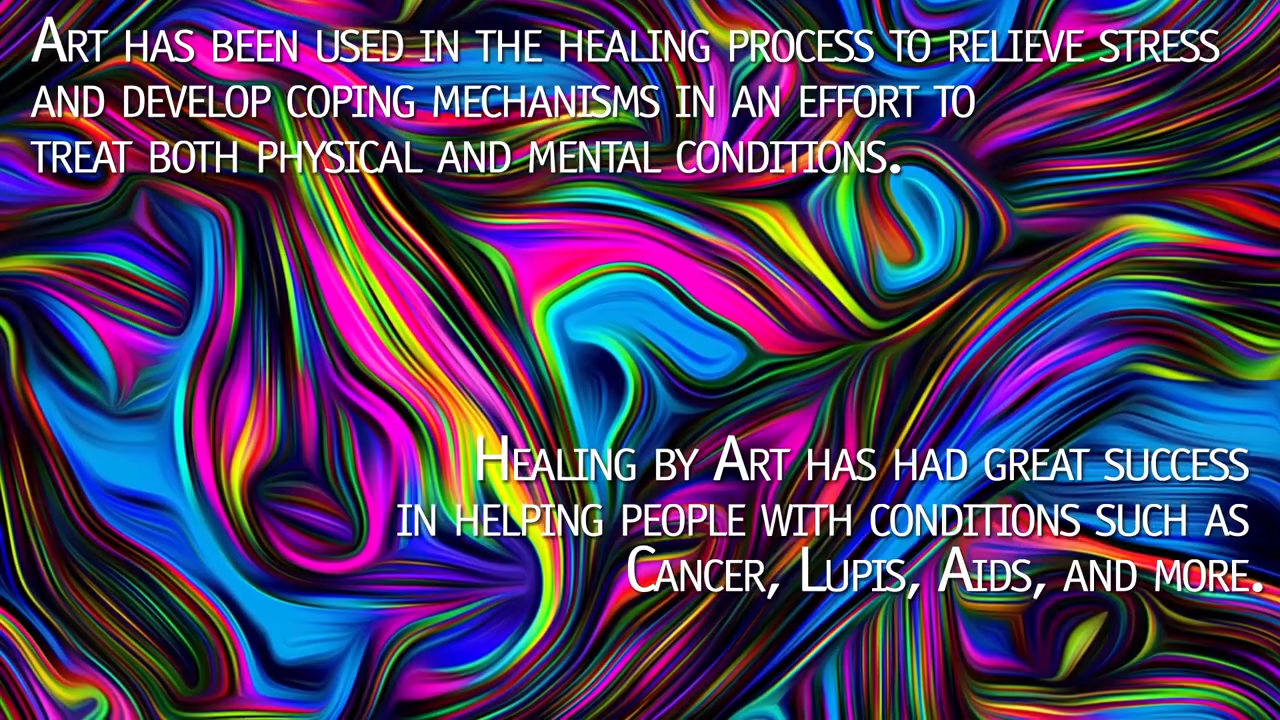 Art has been used in the healing process to relieve stress
and develop coping mechanisms in an effort to
treat both physical and mental conditions.
Healing by Art has had great success
in helping people with conditions such as
Cancer, Lupis, Aids, and more.